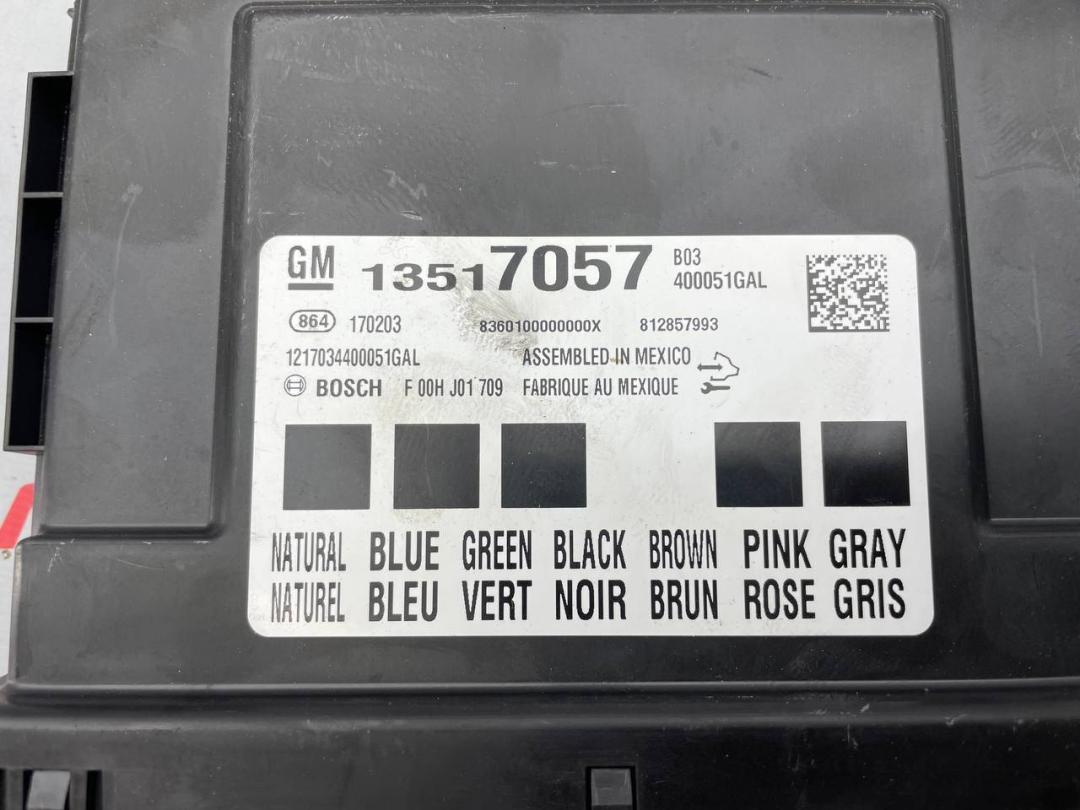 GM 13517057 B03
400051GAL
864 170203 8360100000000X 812857993
1217034400051GAL ASSEMBLED IN MEXICO
BOSCH F 00H J01 709 FABRIQUE AU MEXIQUE
NATURAL BLUE GREEN BLACK BROWN PINK GRAY
NATUREL BLEU VERT NOIR BRUN ROSE GRIS